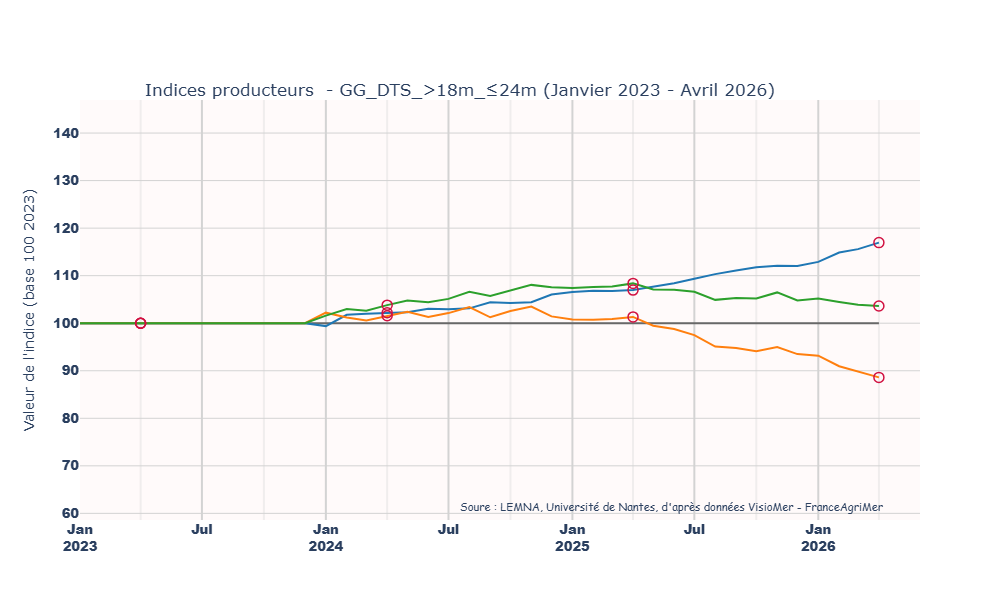 Indices producteurs - GG_DTS_>18m_≤24m (Janvier 2023 - Avril 2026)
Valeur de l'indice (base 100 2023)
140
130
120
110
100
90
80
70
60
Soure : LEMNA, Université de Nantes, d'après données VisioMer - FranceAgriMer
Jan Jul Jan Jul Jan Jul Jan
2023 2024 2025 2026